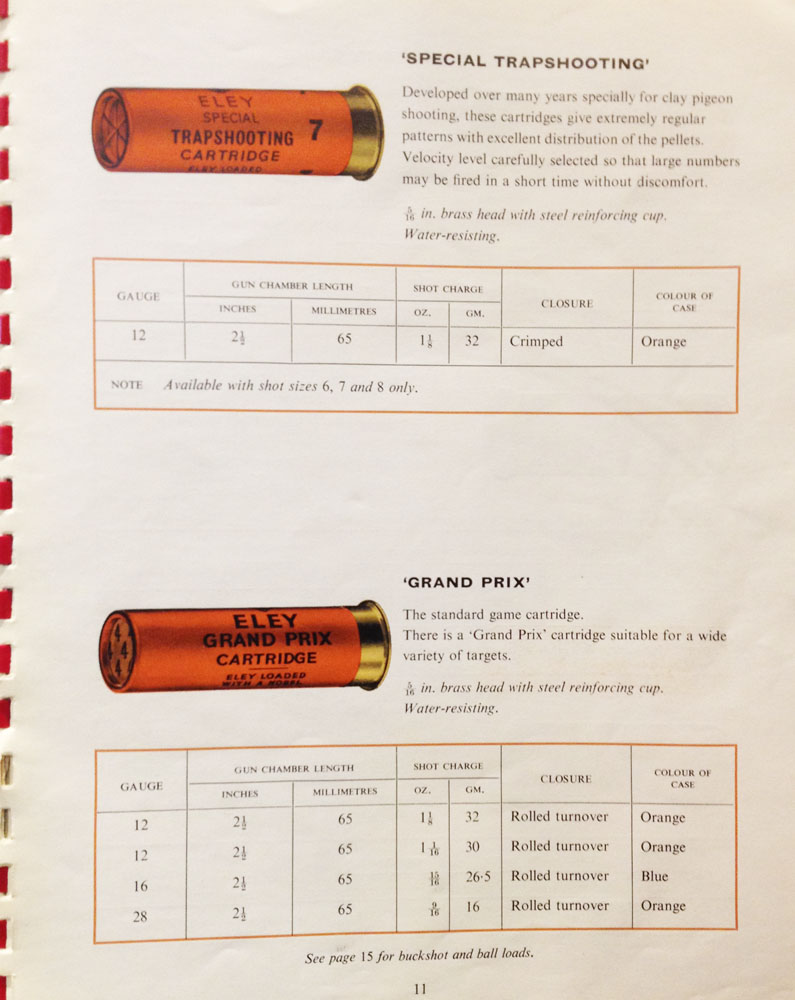 'SPECIAL TRAPSHOOTING'
ELEY
SPECIAL
TRAPSHOOTING 7
CARTRIDGE
ELEY LOADED
Developed over many years specially for clay pigeon
shooting, these cartridges give extremely regular
patterns with excellent distribution of the pellets.
Velocity level carefully selected so that large numbers
may be fired in a short time without discomfort.
5/16 in. brass head with steel reinforcing cup.
Water-resisting.
GAUGE GUN CHAMBER LENGTH SHOT CHARGE CLOSURE COLOUR OF CASE
INCHES MILLIMETRES OZ. GM.
12 2½ 65 1⅛ 32 Crimped Orange
NOTE Available with shot sizes 6, 7 and 8 only.
'GRAND PRIX'
4
4 4
4
ELEY
GRAND PRIX
CARTRIDGE
ELEY LOADED
WITH A NOBEL
The standard game cartridge.
There is a 'Grand Prix' cartridge suitable for a wide
variety of targets.
5/16 in. brass head with steel reinforcing cup.
Water-resisting.
GAUGE GUN CHAMBER LENGTH SHOT CHARGE CLOSURE COLOUR OF CASE
INCHES MILLIMETRES OZ. GM.
12 2½ 65 1⅛ 32 Rolled turnover Orange
12 2½ 65 1 1/16 30 Rolled turnover Orange
16 2½ 65 15/16 26·5 Rolled turnover Blue
28 2½ 65 9/16 16 Rolled turnover Orange
See page 15 for buckshot and ball loads.
11